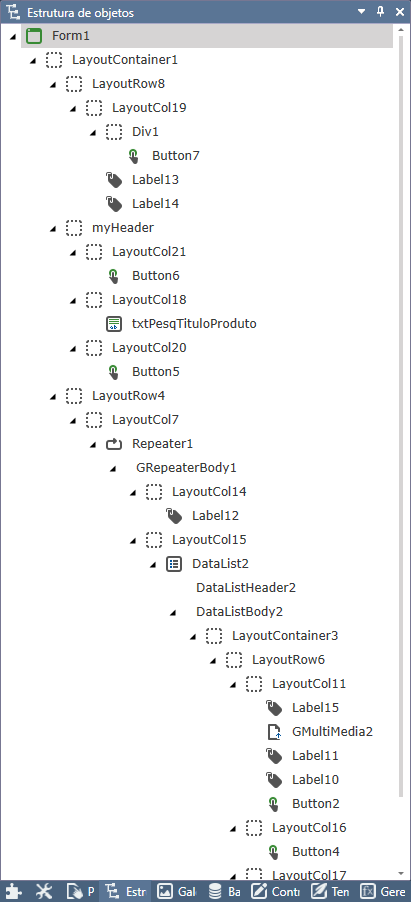 Estrutura de objetos
Form1
LayoutContainer1
LayoutRow8
LayoutCol19
Div1
Button7
Label13
Label14
myHeader
LayoutCol21
Button6
LayoutCol18
txtPesqTituloProduto
LayoutCol20
Button5
LayoutRow4
LayoutCol7
Repeater1
GRepeaterBody1
LayoutCol14
Label12
LayoutCol15
DataList2
DataListHeader2
DataListBody2
LayoutContainer3
LayoutRow6
LayoutCol11
Label15
GMultiMedia2
Label11
Label10
Button2
LayoutCol16
Button4
LayoutCol17
P Estr Gal Ba Conti Ten Gere